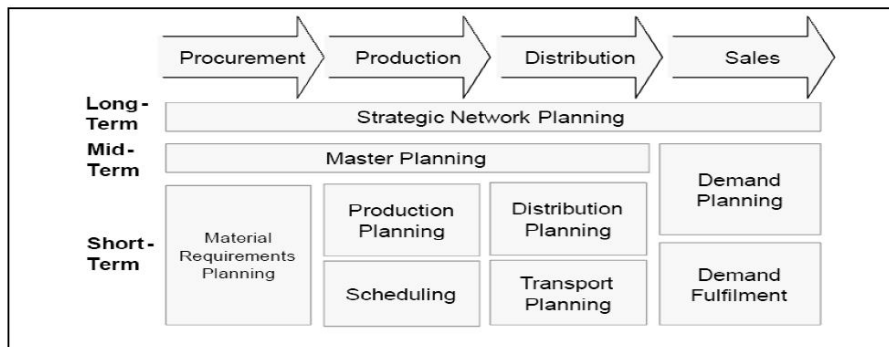 Procurement
Production
Distribution
Sales
Long-
Term
Strategic Network Planning
Mid-
Term
Master Planning
Demand
Planning
Short-
Term
Material
Requirements
Planning
Production
Planning
Distribution
Planning
Scheduling
Transport
Planning
Demand
Fulfilment